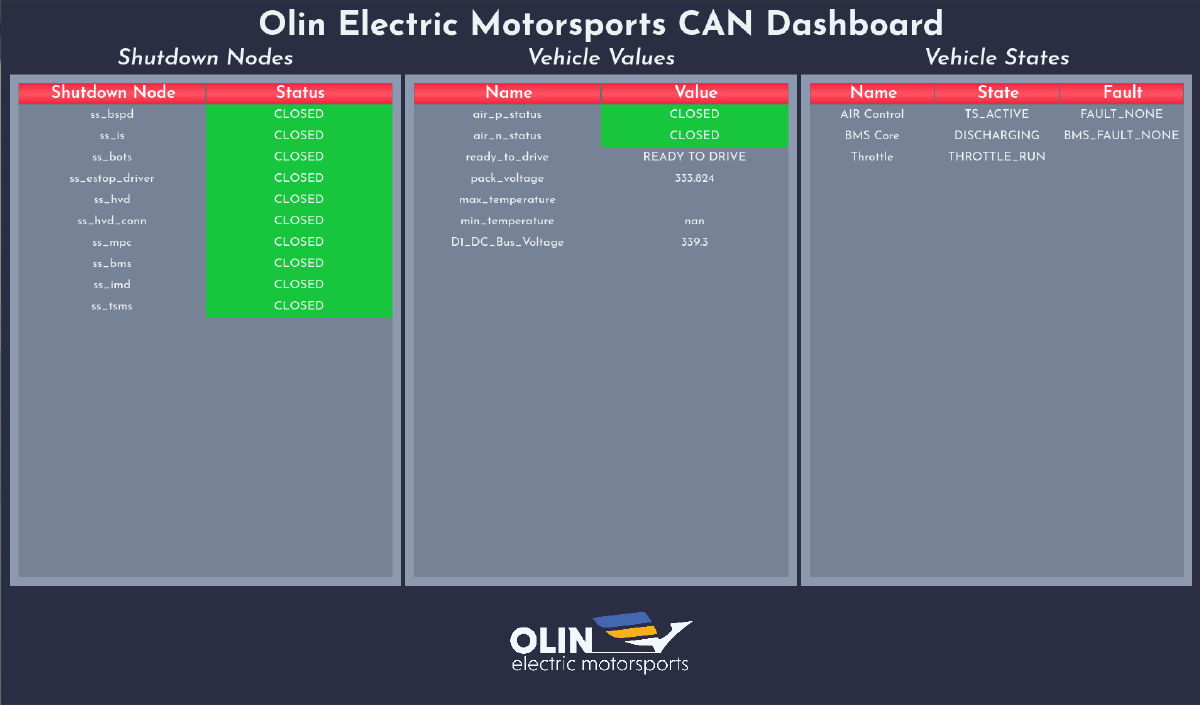 Olin Electric Motorsports CAN Dashboard
Shutdown Nodes
Shutdown Node Status
ss_bspd CLOSED
ss_is CLOSED
ss_bots CLOSED
ss_estop_driver CLOSED
ss_hvd CLOSED
ss_hvd_conn CLOSED
ss_mpc CLOSED
ss_bms CLOSED
ss_imd CLOSED
ss_tsms CLOSED
Vehicle Values
Name Value
air_p_status CLOSED
air_n_status CLOSED
ready_to_drive READY TO DRIVE
pack_voltage 333.824
max_temperature
min_temperature nan
D1_DC_Bus_Voltage 339.3
Vehicle States
Name State Fault
AIR Control TS_ACTIVE FAULT_NONE
BMS Core DISCHARGING BMS_FAULT_NONE
Throttle THROTTLE_RUN
OLIN
electric motorsports